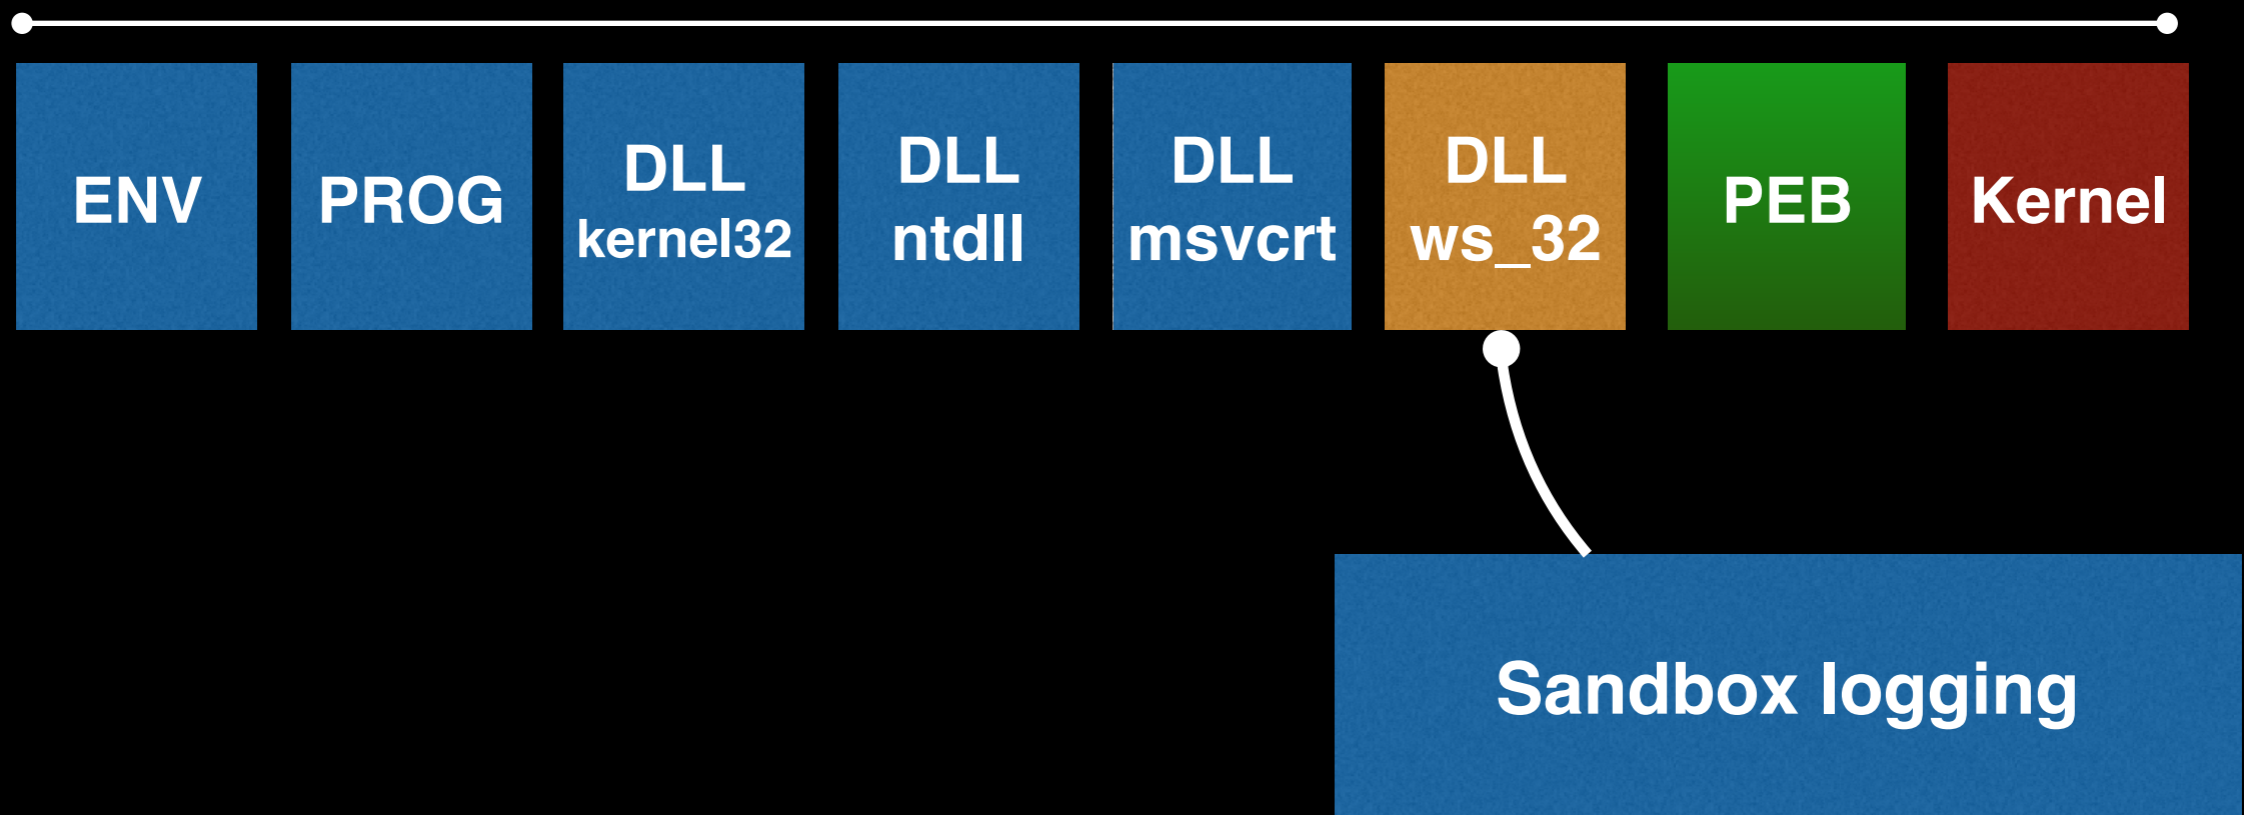 ENV
PROG
DLL
kernel32
DLL
ntdll
DLL
msvcrt
DLL
ws_32
PEB
Kernel
Sandbox logging